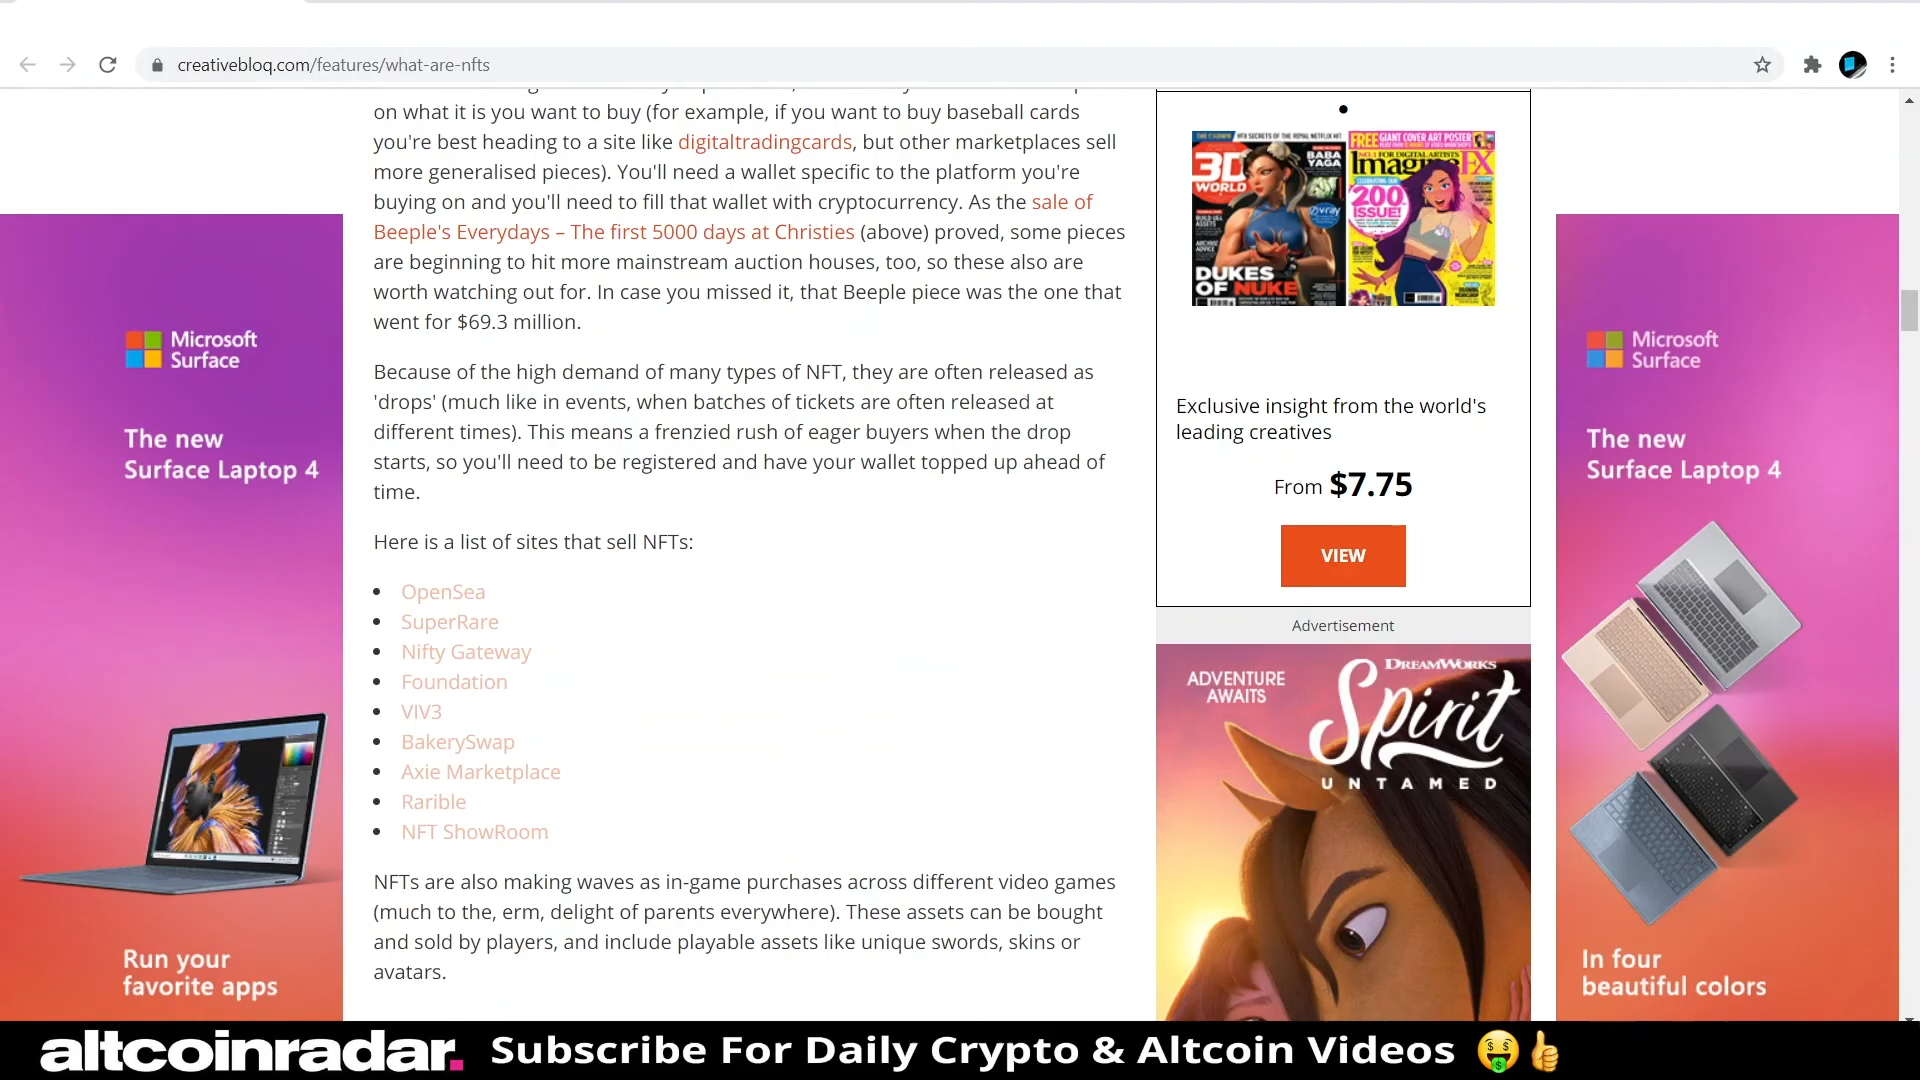 creativebloq.com/features/what-are-nfts
on what it is you want to buy (for example, if you want to buy baseball cards
you're best heading to a site like digitaltradingcards, but other marketplaces sell
more generalised pieces). You'll need a wallet specific to the platform you're
buying on and you'll need to fill that wallet with cryptocurrency. As the sale of
Beeple's Everydays – The first 5000 days at Christies (above) proved, some pieces
are beginning to hit more mainstream auction houses, too, so these also are
worth watching out for. In case you missed it, that Beeple piece was the one that
went for $69.3 million.
Because of the high demand of many types of NFT, they are often released as
'drops' (much like in events, when batches of tickets are often released at
different times). This means a frenzied rush of eager buyers when the drop
starts, so you'll need to be registered and have your wallet topped up ahead of
time.
Here is a list of sites that sell NFTs:
OpenSea
SuperRare
Nifty Gateway
Foundation
VIV3
BakerySwap
Axie Marketplace
Rarible
NFT ShowRoom
NFTs are also making waves as in-game purchases across different video games
(much to the, erm, delight of parents everywhere). These assets can be bought
and sold by players, and include playable assets like unique swords, skins or
avatars.
Microsoft
Surface
The new
Surface Laptop 4
Run your
favorite apps
3D
WORLD
BABA
YAGA
DUKES
OF NUKE
FREE GIANT COVER ART POSTER
ImagineFX
200
ISSUE!
Exclusive insight from the world's
leading creatives
From $7.75
VIEW
Advertisement
ADVENTURE
AWAITS
DREAMWORKS
Spirit
UNTAMED
Microsoft
Surface
The new
Surface Laptop 4
In four
beautiful colors
altcoinradar. Subscribe For Daily Crypto & Altcoin Videos